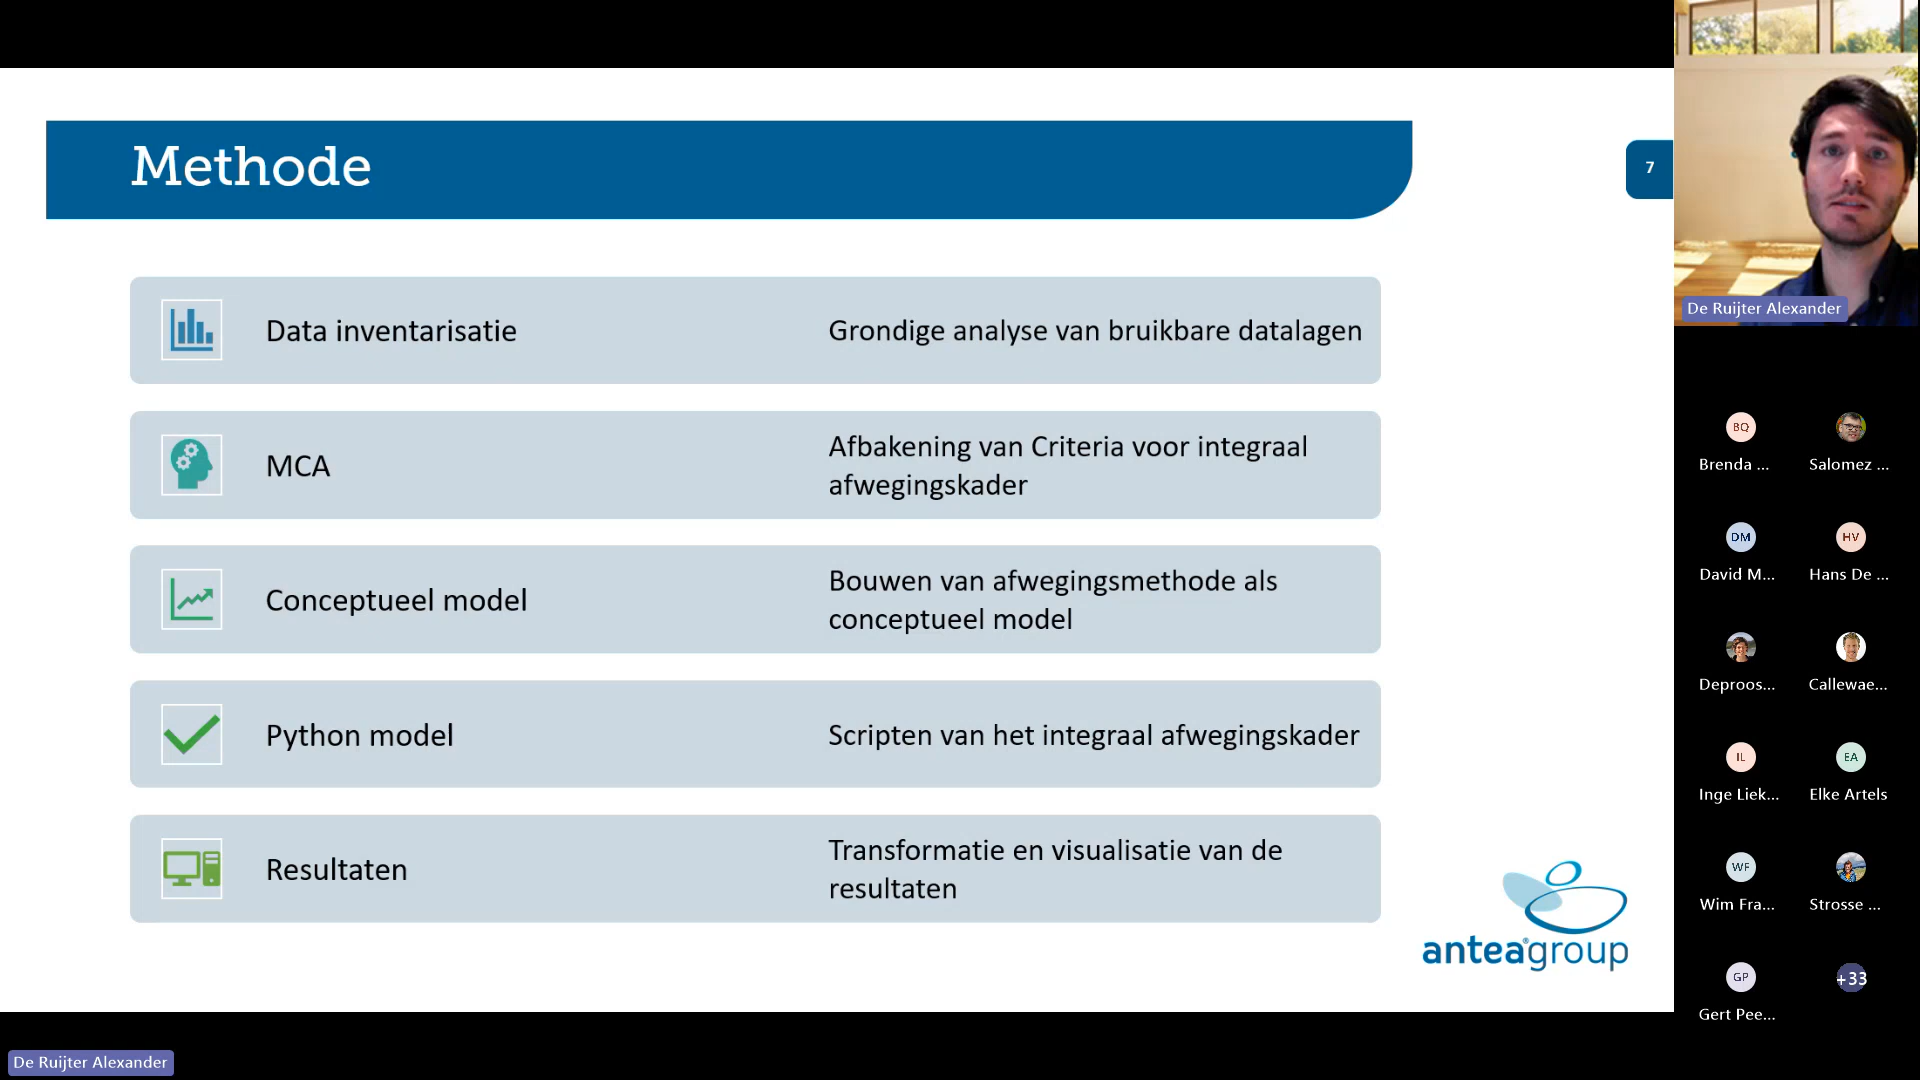 Methode
7
Data inventarisatie
Grondige analyse van bruikbare datalagen
MCA
Afbakening van Criteria voor integraal
afwegingskader
Conceptueel model
Bouwen van afwegingsmethode als
conceptueel model
Python model
Scripten van het integraal afwegingskader
Resultaten
Transformatie en visualisatie van de
resultaten
anteagroup
De Ruijter Alexander
BQ
Brenda ...
Salomez ...
DM
David M...
HV
Hans De ...
Deproos...
Callewae...
IL
Inge Liek...
EA
Elke Artels
WF
Wim Fra...
Strosse ...
GP
Gert Pee...
+33
De Ruijter Alexander